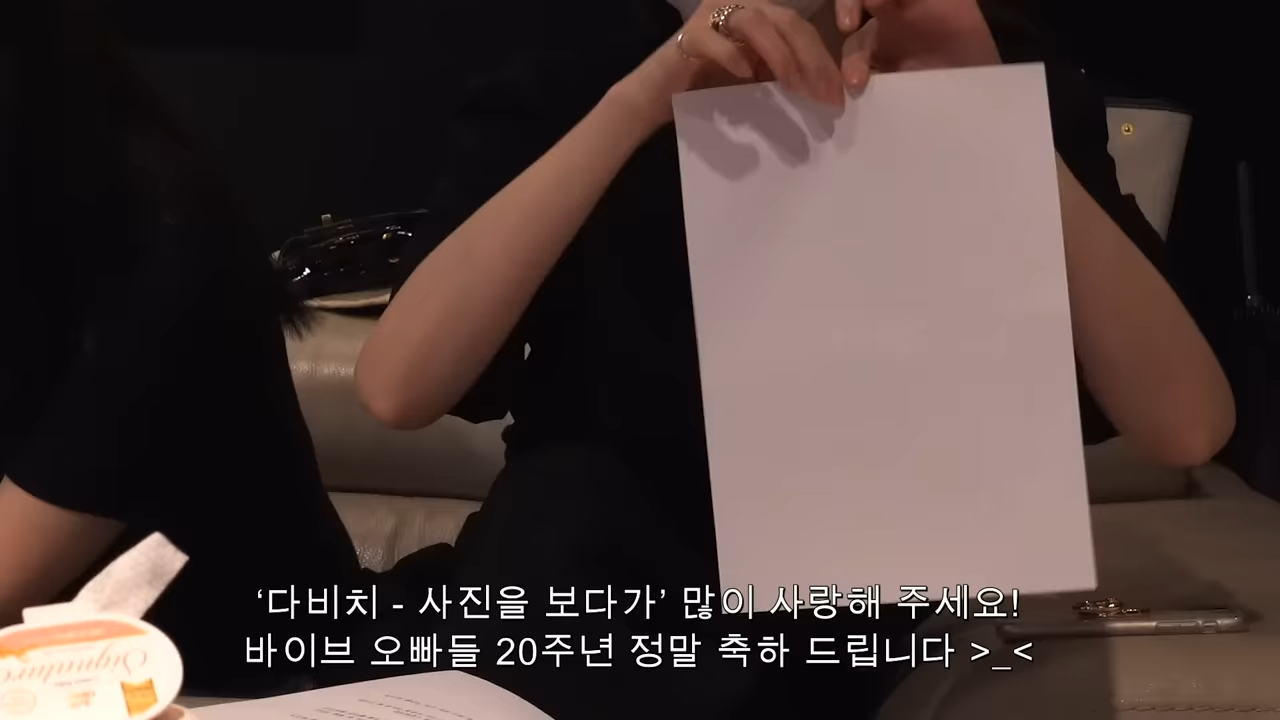 ‘다비치 - 사진을 보다가’ 많이 사랑해 주세요!
바이브 오빠들 20주년 정말 축하 드립니다 >_<
Signature